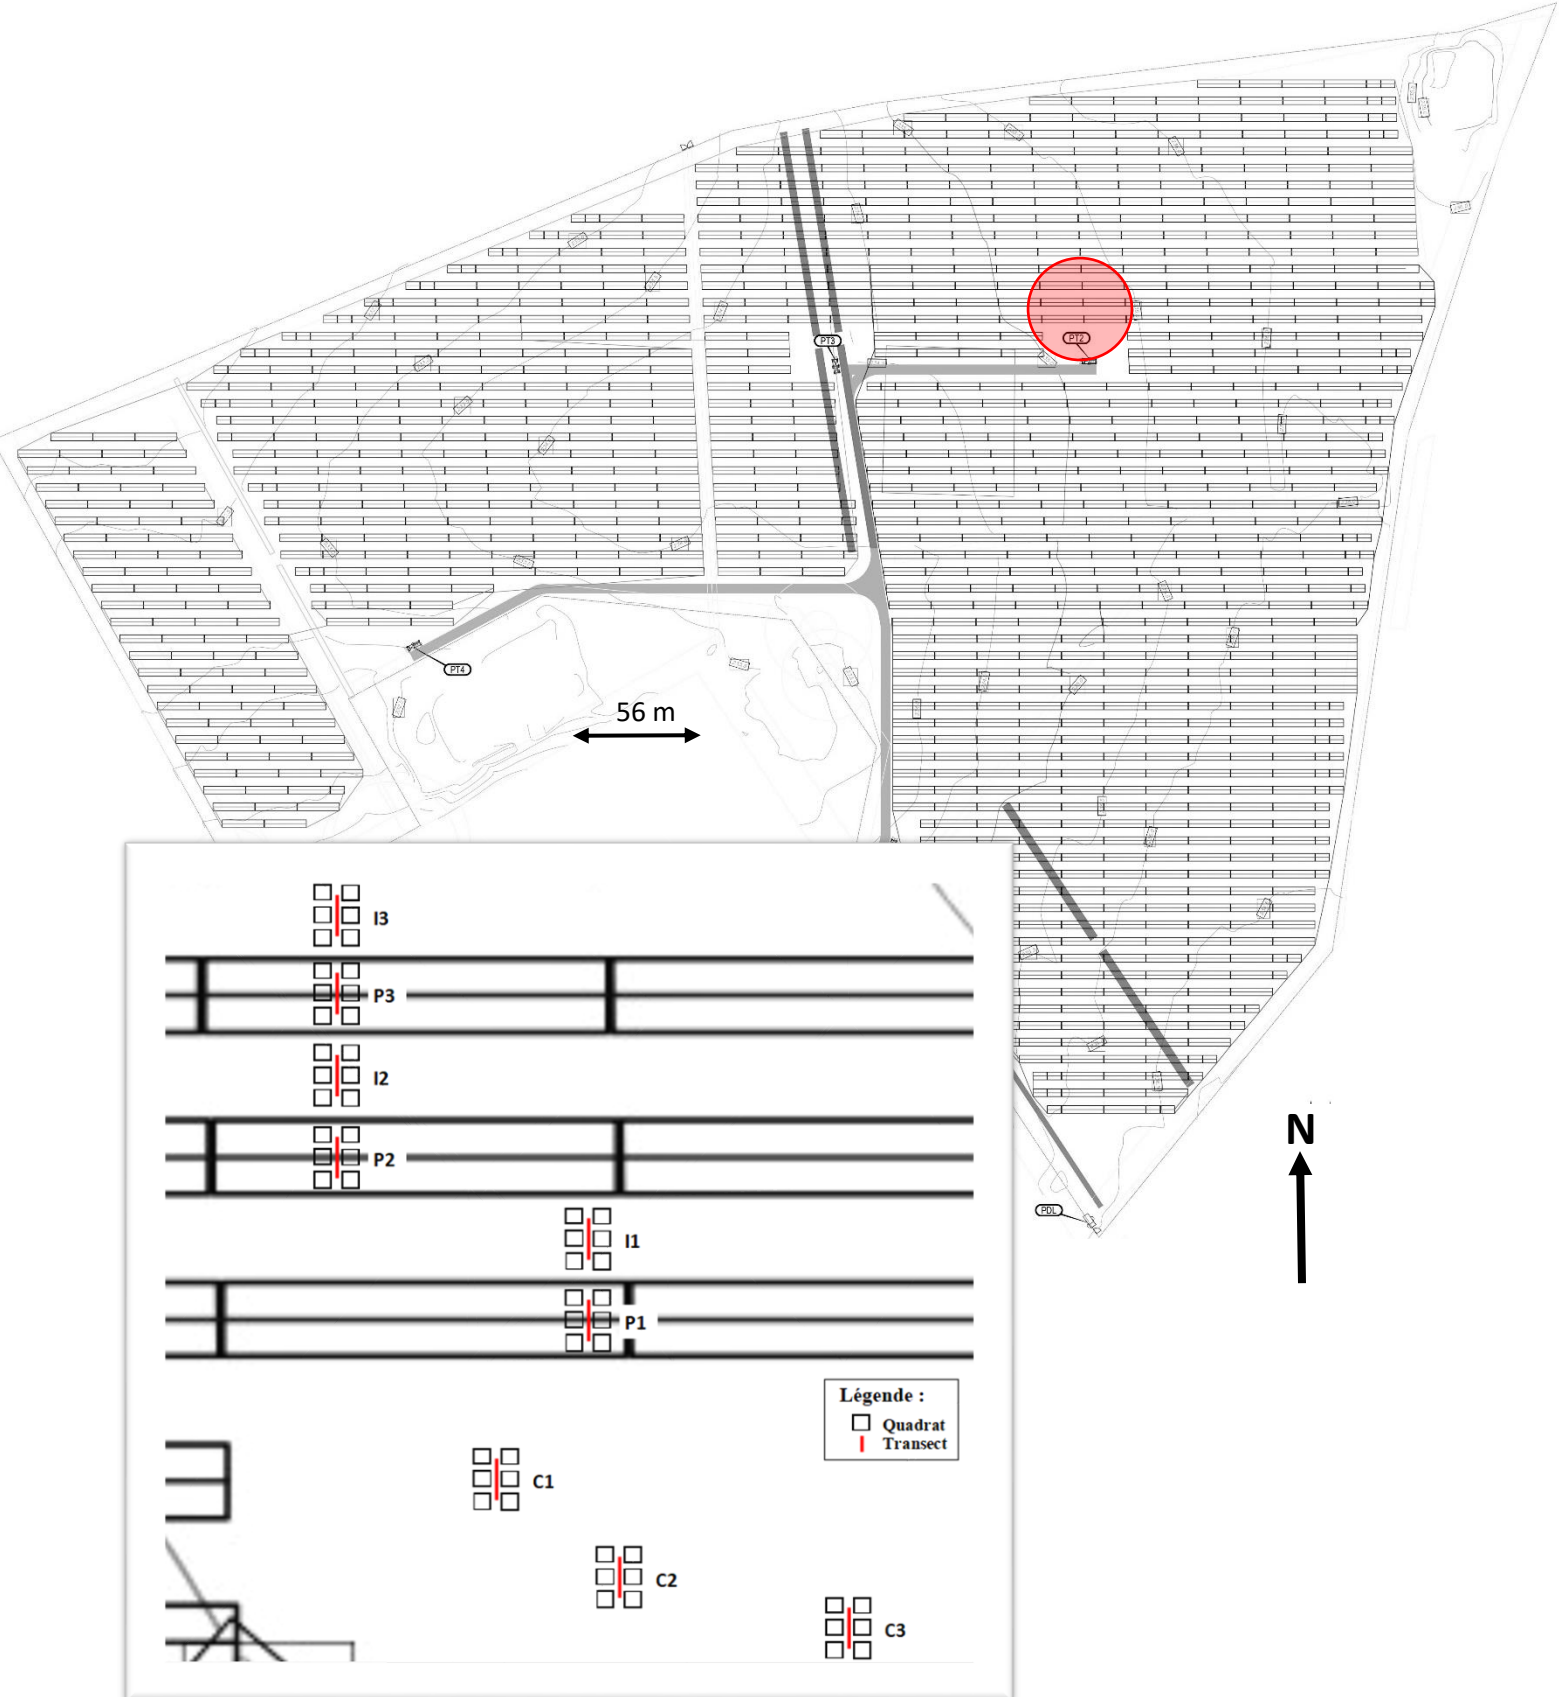 PT3
PT2
PT4
56 m
I3
P3
I2
P2
I1
P1
Légende :
Quadrat
Transect
C1
C2
C3
N
PDL